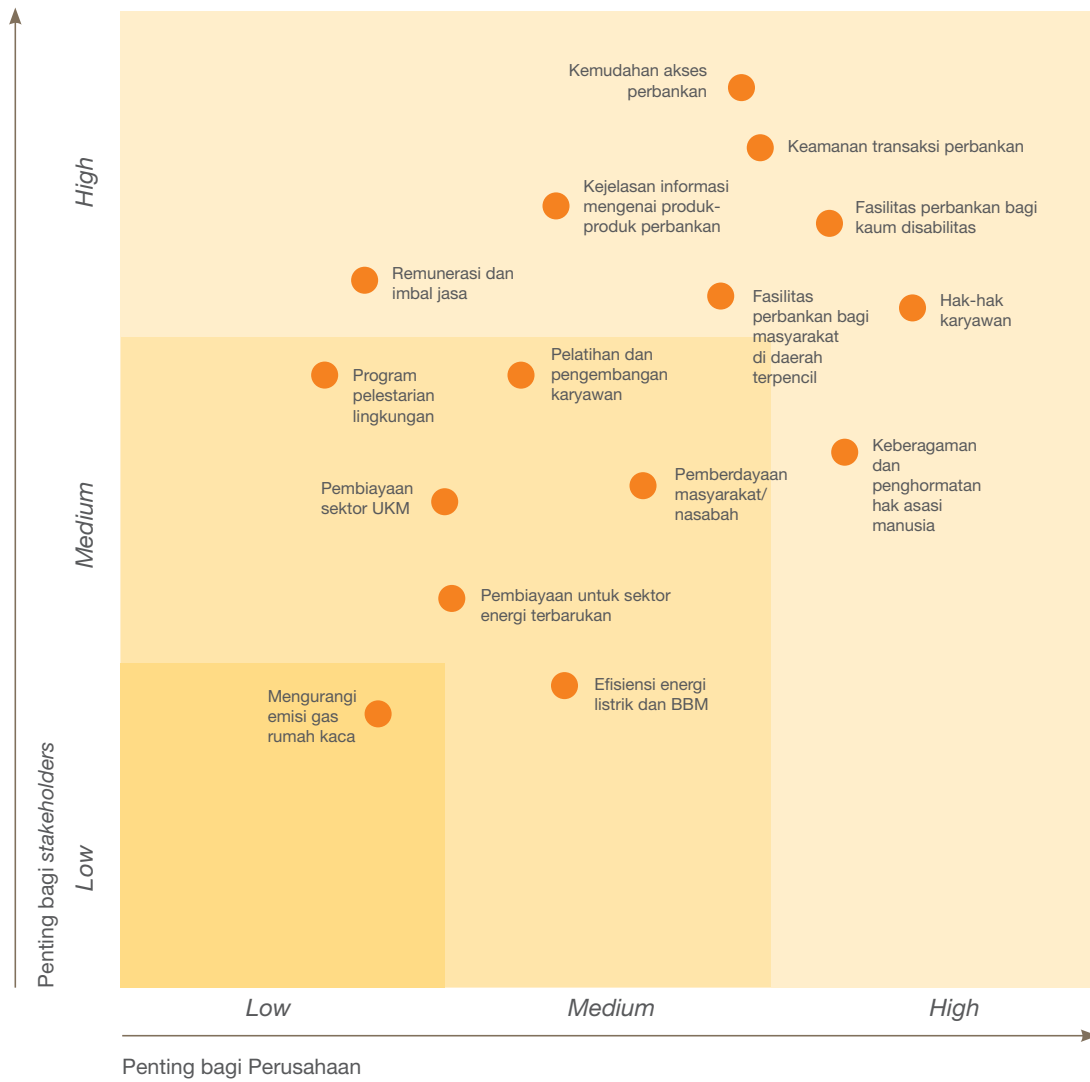 Kemudahan akses
perbankan
Keamanan transaksi perbankan
Kejelasan informasi
mengenai produk-
produk perbankan
Fasilitas perbankan bagi
kaum disabilitas
Remunerasi dan
imbal jasa
Fasilitas
perbankan bagi
masyarakat
di daerah
terpencil
Hak-hak
karyawan
Program
pelestarian
lingkungan
Pelatihan dan
pengembangan
karyawan
Keberagaman
dan
penghormatan
hak asasi
manusia
Pembiayaan
sektor UKM
Pemberdayaan
masyarakat/
nasabah
Pembiayaan untuk sektor
energi terbarukan
Mengurangi
emisi gas
rumah kaca
Efisiensi energi
listrik dan BBM
High
Medium
Low
Penting bagi stakeholders
Low
Medium
High
Penting bagi Perusahaan